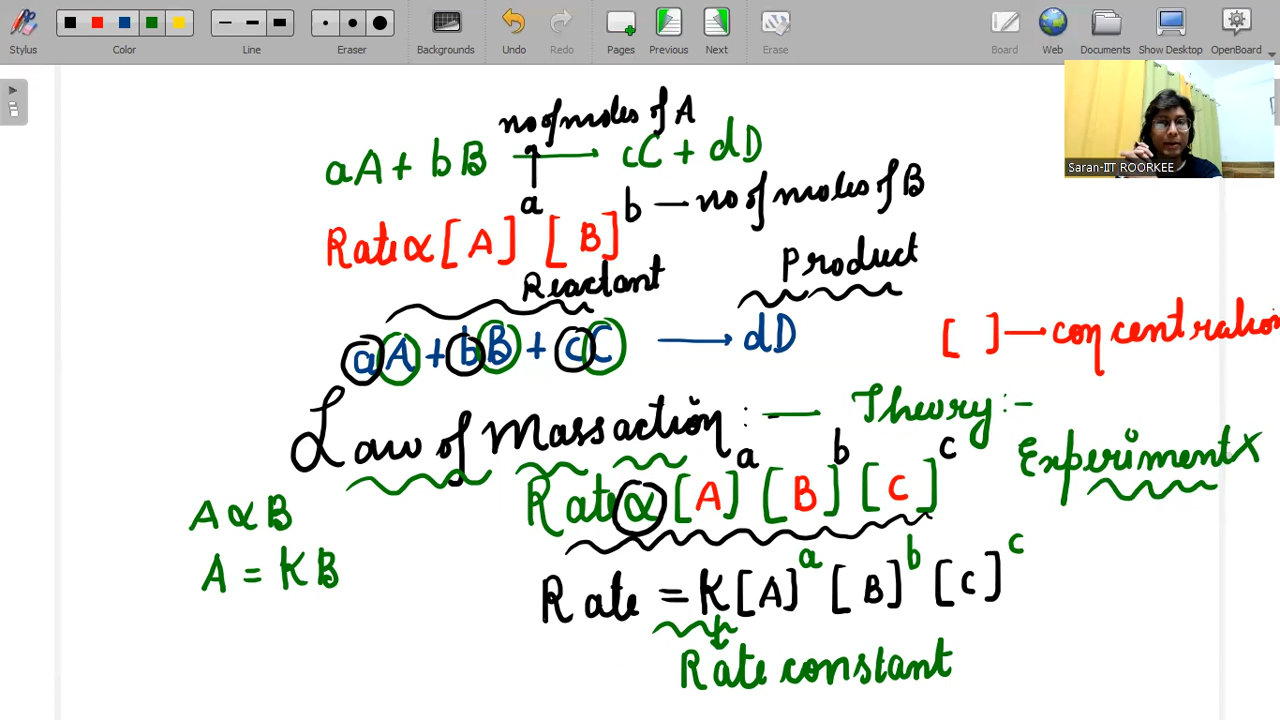 Stylus Color Line Eraser Backgrounds Undo Redo Pages Previous Next Erase Board Web Documents Show Desktop OpenBoard
Saran-IIT ROORKEE
no of moles of A
aA + bB → cC + dD
a b — no of moles of B
Rate ∝ [A] [B]
Reactant Product
aA + bB + cC → dD
[ ] — concentration
Law of Mass action : — Theory :-
Experiment X
Rate ∝ [A]^a [B]^b [C]^c
A ∝ B
A = KB
Rate = K[A]^a [B]^b [C]^c
Rate constant